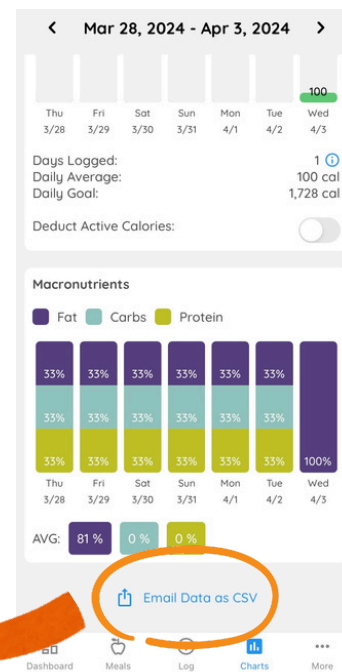 < Mar 28, 2024 - Apr 3, 2024 >
100
Thu Fri Sat Sun Mon Tue Wed
3/28 3/29 3/30 3/31 4/1 4/2 4/3
Days Logged: 1
Daily Average: 100 cal
Daily Goal: 1,728 cal
Deduct Active Calories:
Macronutrients
Fat Carbs Protein
33% 33% 33% 33% 33% 33%
33% 33% 33% 33% 33% 33%
33% 33% 33% 33% 33% 33% 100%
Thu Fri Sat Sun Mon Tue Wed
3/28 3/29 3/30 3/31 4/1 4/2 4/3
AVG: 81 % 0 % 0 %
Email Data as CSV
Dashboard Meals Log Charts More